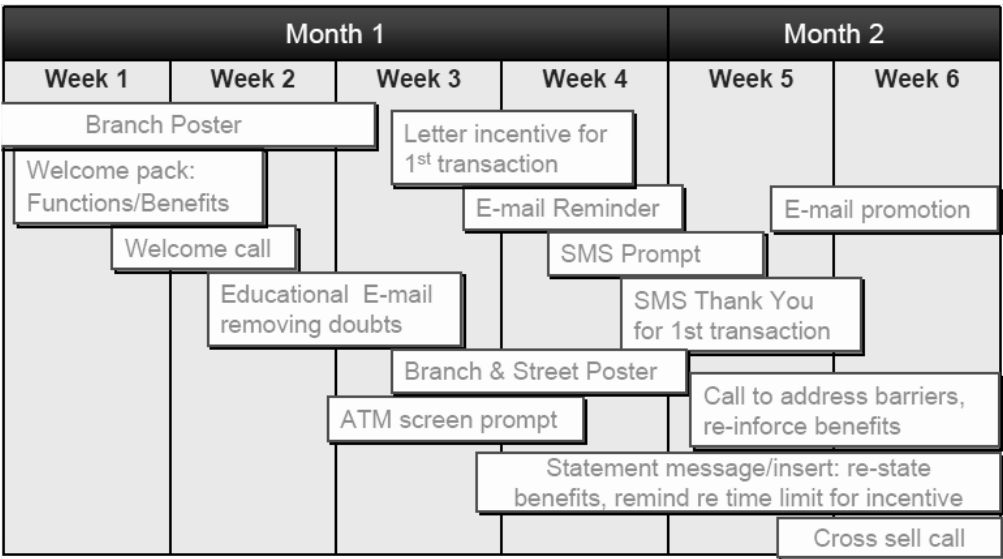 Month 1
Month 2
Week 1
Week 2
Week 3
Week 4
Week 5
Week 6
Branch Poster
Letter incentive for
1st transaction
Welcome pack:
Functions/Benefits
E-mail Reminder
E-mail promotion
Welcome call
SMS Prompt
Educational E-mail
removing doubts
SMS Thank You
for 1st transaction
Branch & Street Poster
Call to address barriers,
re-inforce benefits
ATM screen prompt
Statement message/insert: re-state
benefits, remind re time limit for incentive
Cross sell call